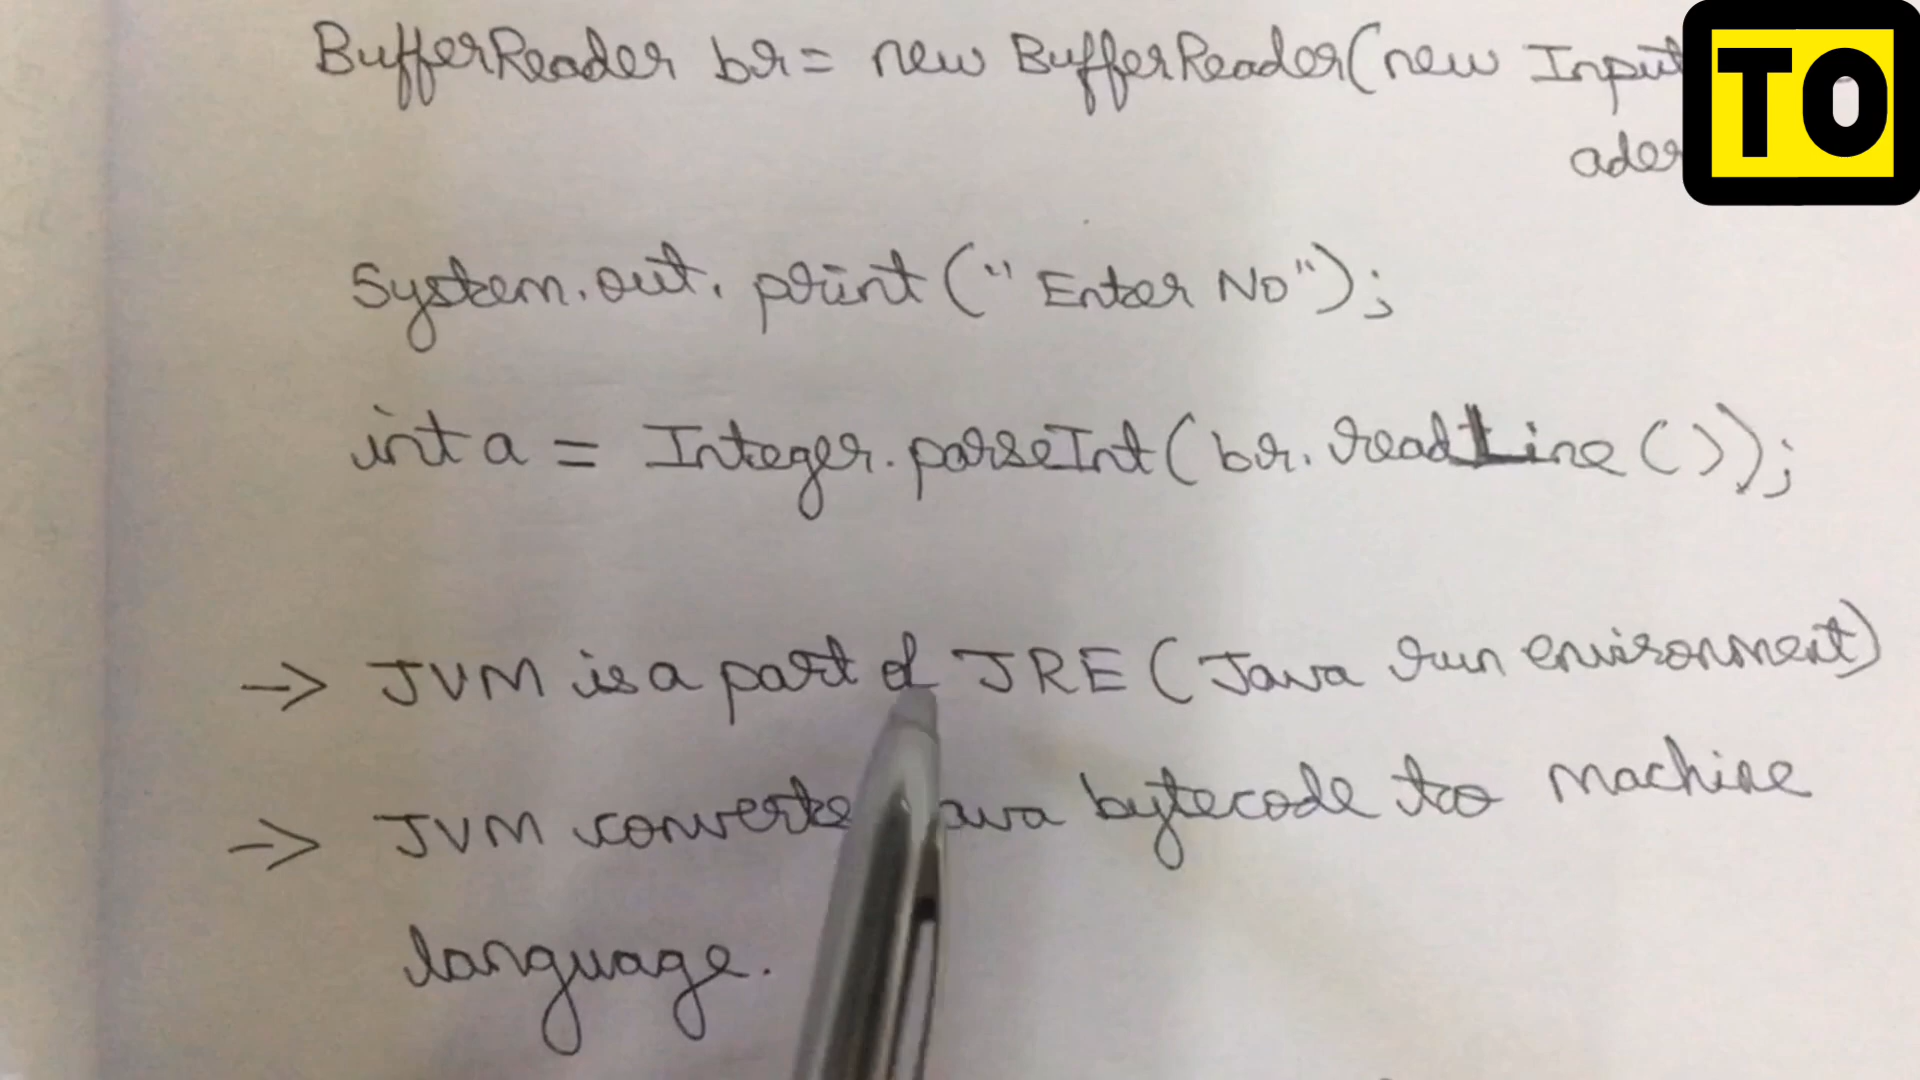 BufferReader br = new BufferReader(new Input
TO
ader
System.out.print("Enter No");
int a = Integer.parseInt(br.readLine());
-> JVM is a part of JRE (Java run environment)
-> JVM converts ava bytecode to machine
language.